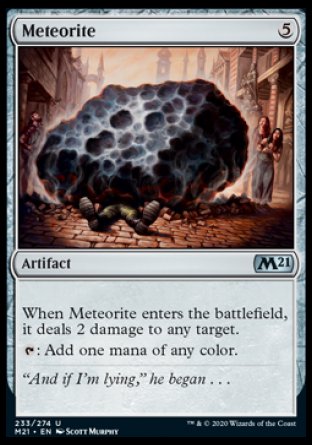 Meteorite 5
Artifact M21
When Meteorite enters the battlefield,
it deals 2 damage to any target.
: Add one mana of any color.
“And if I’m lying,” he began . . .
233/274 U
M21 • EN Scott Murphy ™ & © 2020 Wizards of the Coast